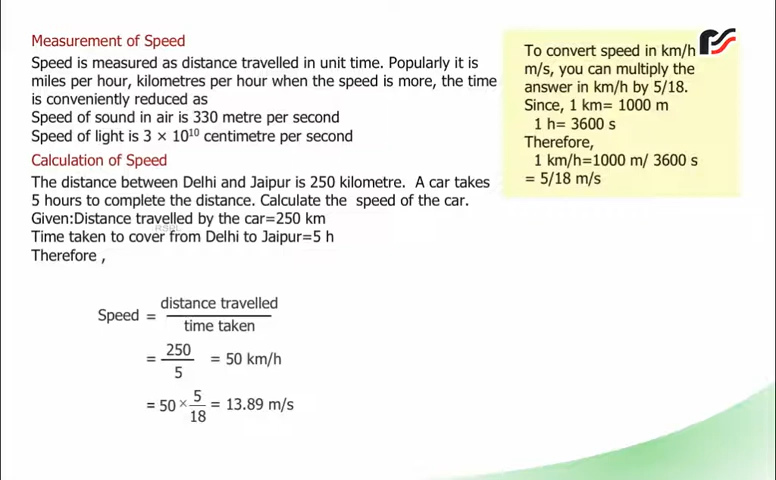 Measurement of Speed
Speed is measured as distance travelled in unit time. Popularly it is
miles per hour, kilometres per hour when the speed is more, the time
is conveniently reduced as
Speed of sound in air is 330 metre per second
Speed of light is 3 × 10¹⁰ centimetre per second
Calculation of Speed
The distance between Delhi and Jaipur is 250 kilometre. A car takes
5 hours to complete the distance. Calculate the speed of the car.
Given:Distance travelled by the car=250 km
Time taken to cover from Delhi to Jaipur=5 h
Therefore ,
Speed = distance travelled / time taken
= 250 / 5 = 50 km/h
= 50 × 5 / 18 = 13.89 m/s
To convert speed in km/h
m/s, you can multiply the
answer in km/h by 5/18.
Since, 1 km= 1000 m
1 h= 3600 s
Therefore,
1 km/h=1000 m/ 3600 s
= 5/18 m/s